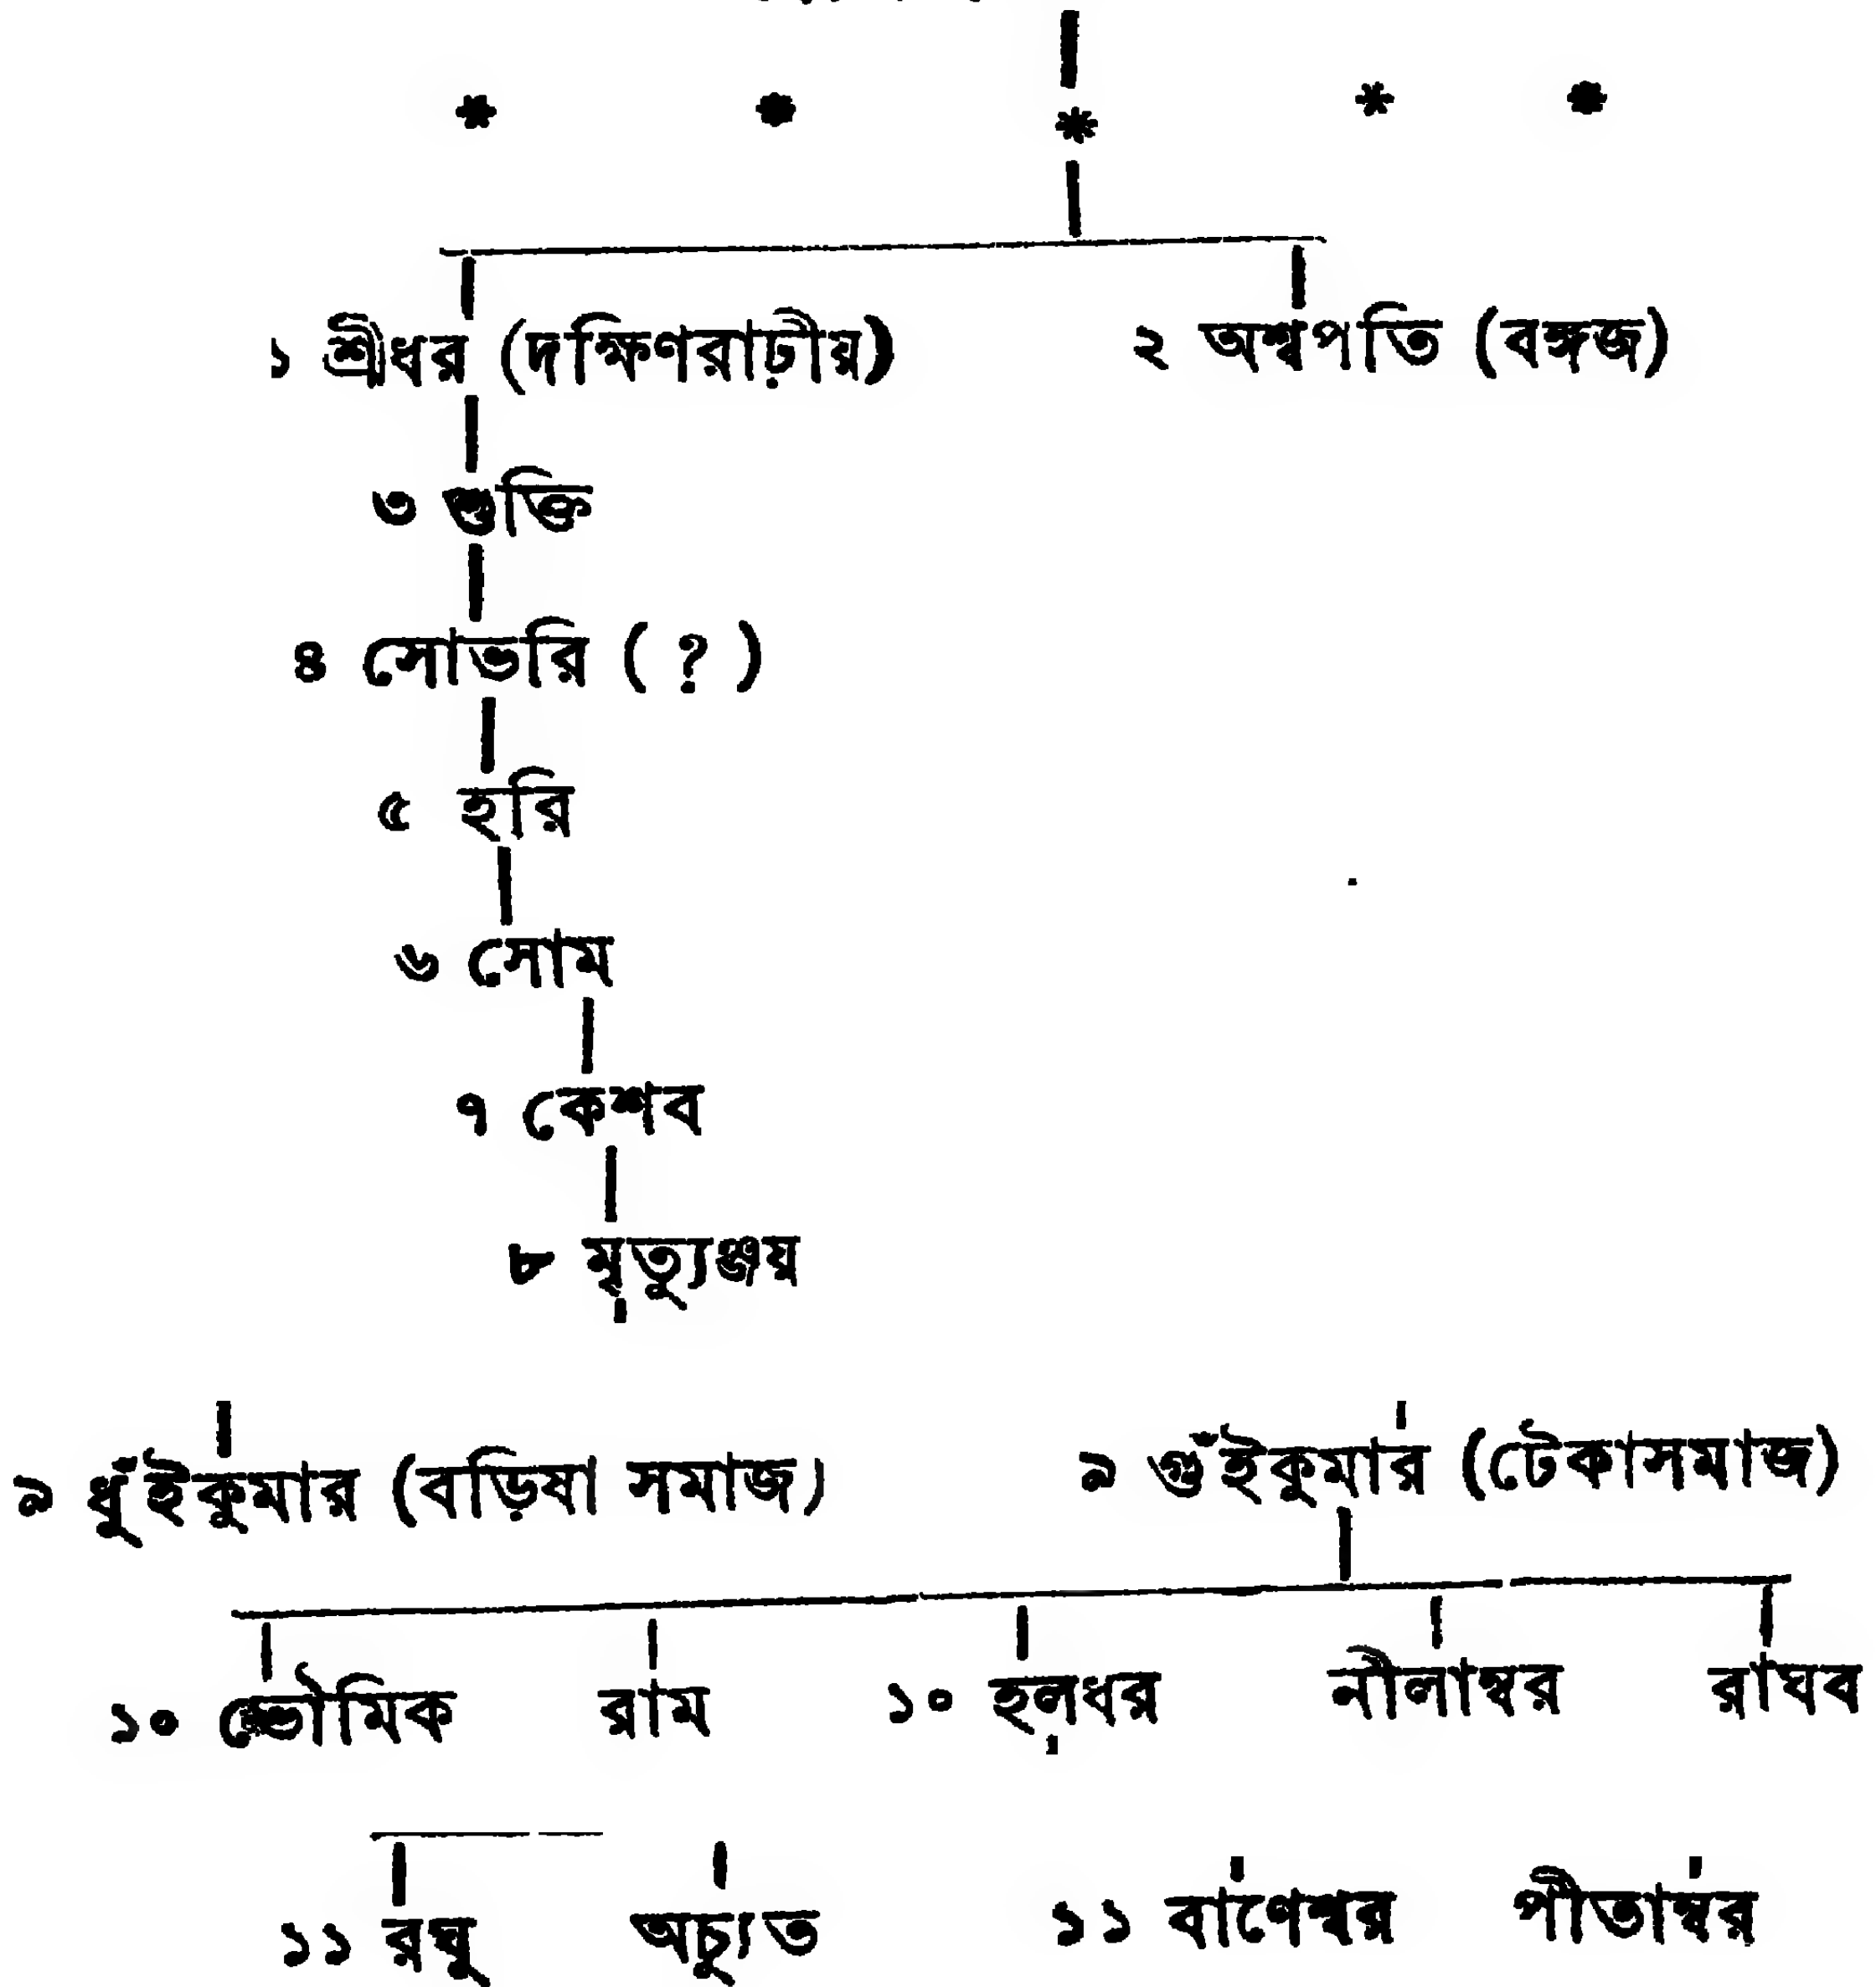 * * * * *
১ শ্রীধর (দক্ষিণরাঢ়ীয়) ২ অশ্বপতি (বঙ্গজ)
৩ শুক্তি
৪ সোভরি (?)
৫ হরি
৬ সোম
৭ কেশব
৮ মৃত্যুঞ্জয়
৯ ধুঁইকুমার (বড়িষা সমাজ) ৯ গুঁইকুমার (টেকাসমাজ)
১০ ভৌমিক রাম ১০ হলধর নীলাম্বর রাঘব
১১ রঘু অচ্যুত ১১ বাণেশ্বর পীতাম্বর